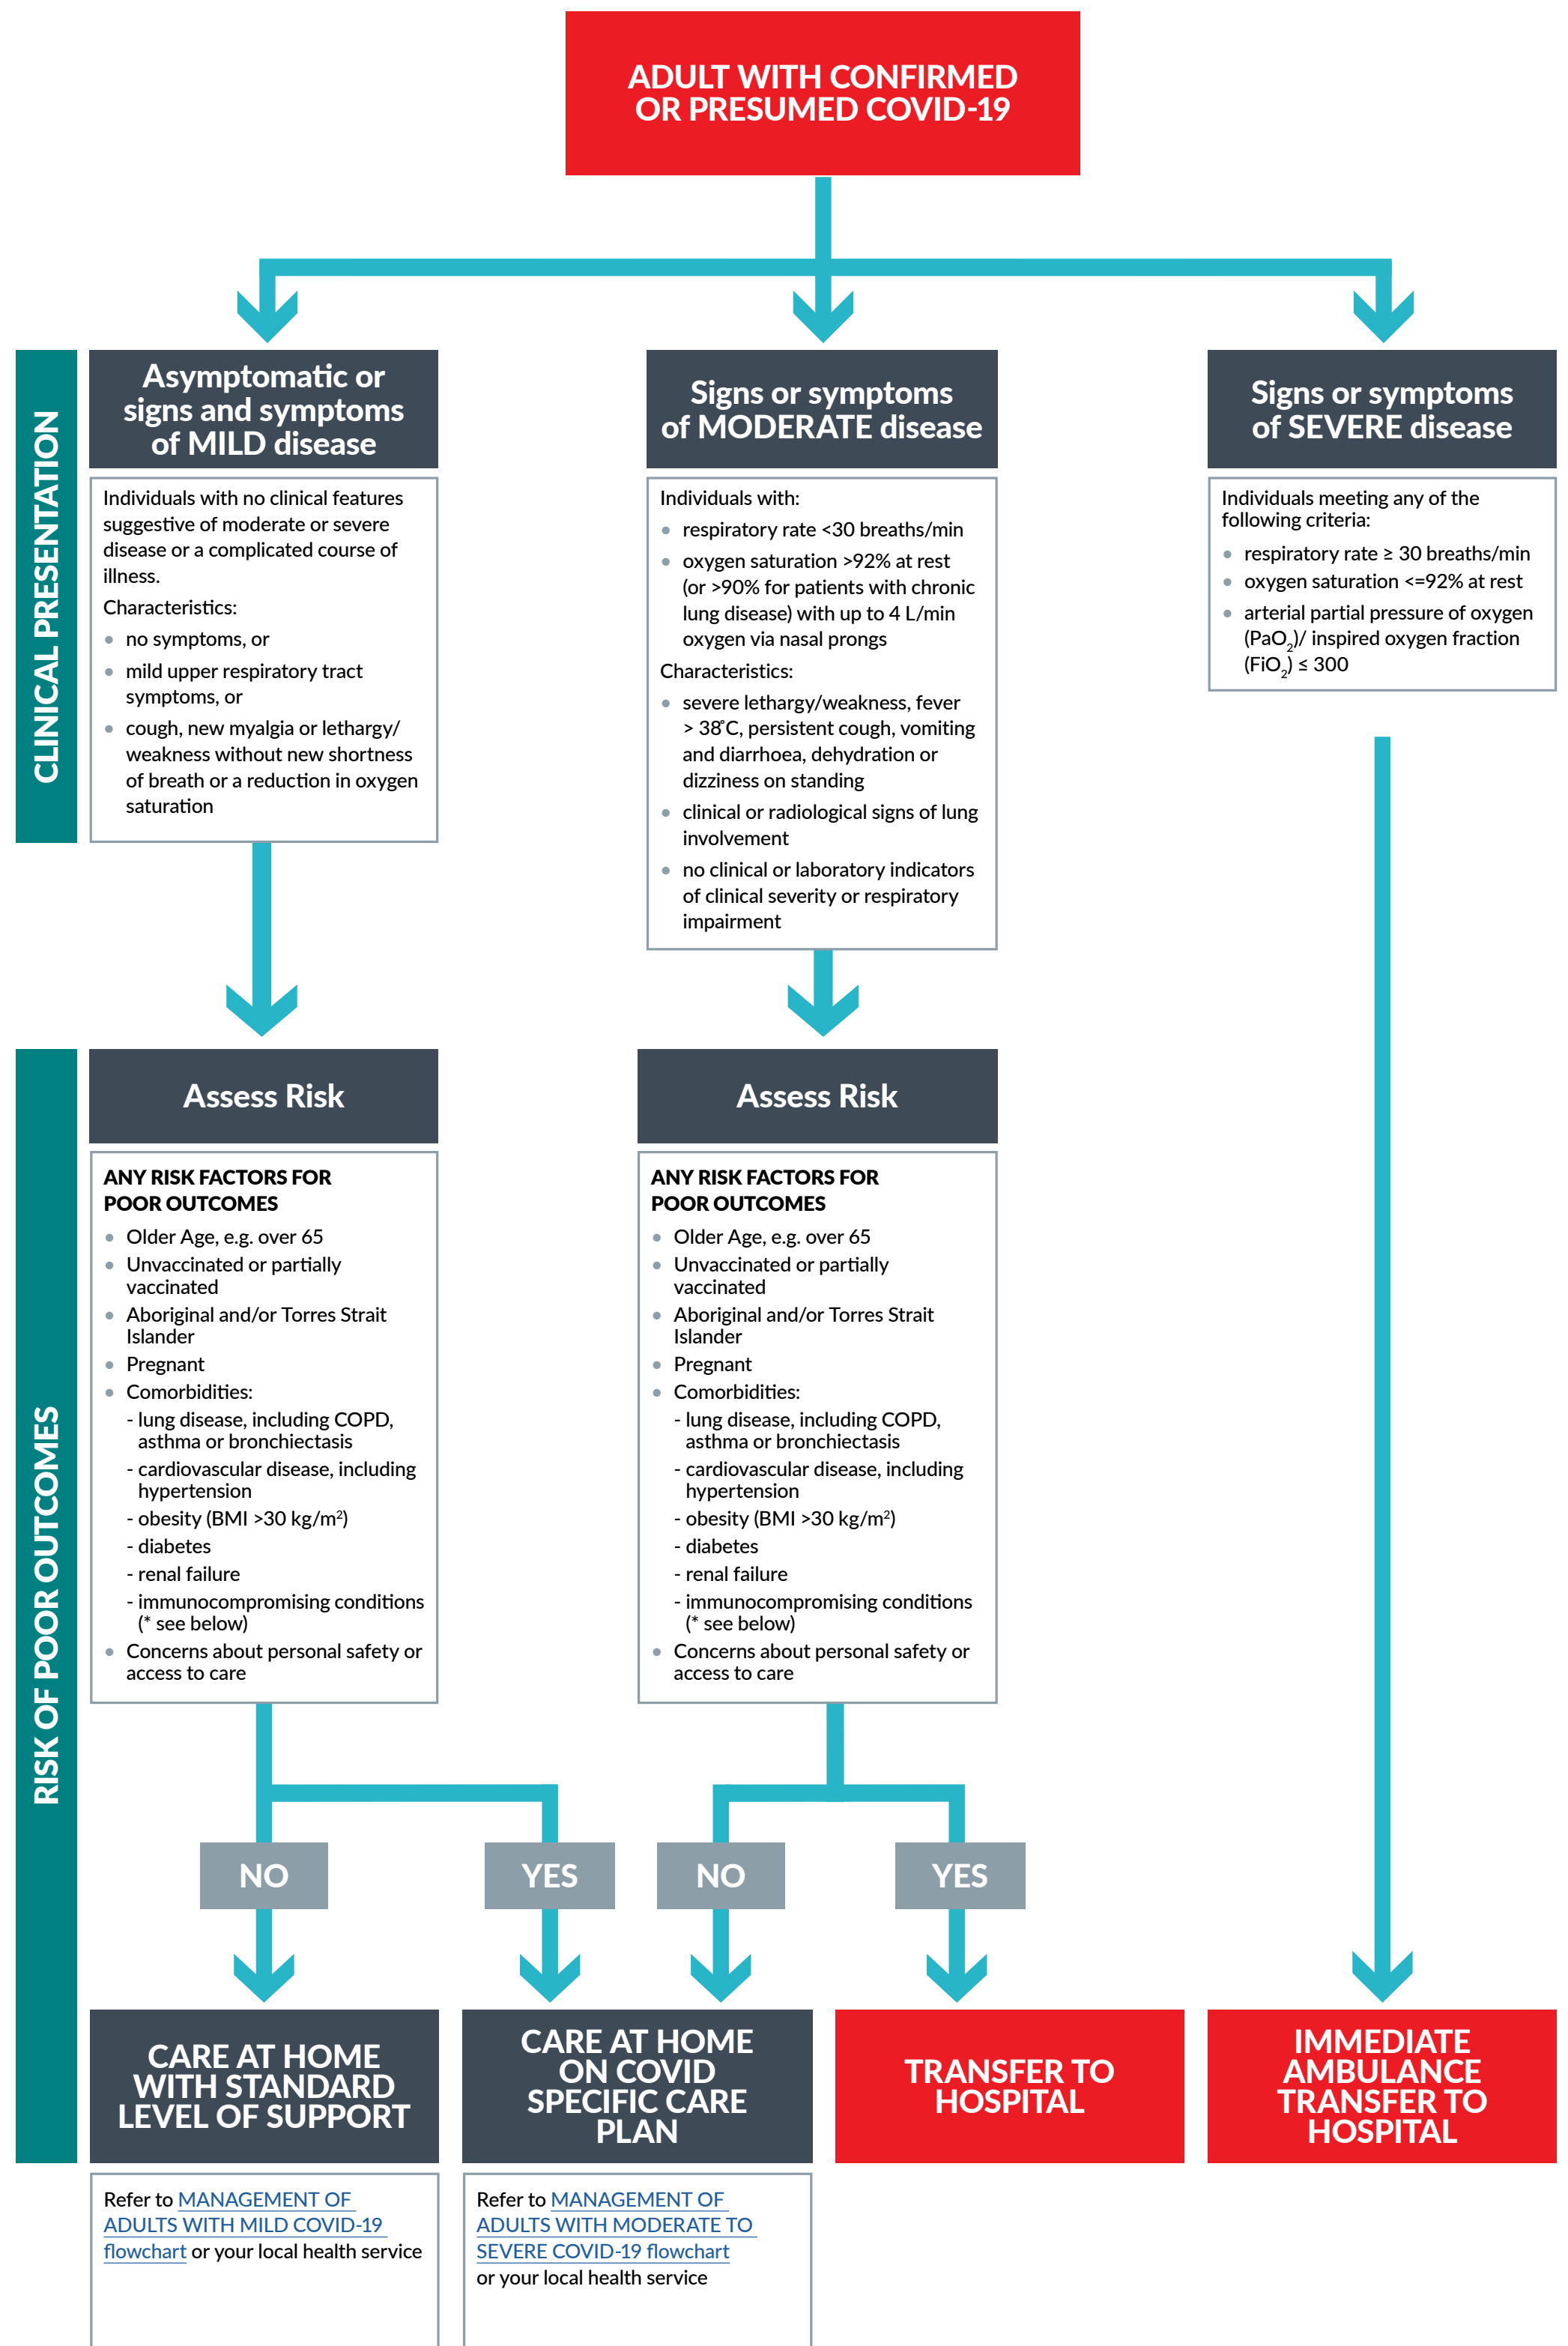 ADULT WITH CONFIRMED
OR PRESUMED COVID-19
CLINICAL PRESENTATION
Asymptomatic or
signs and symptoms
of MILD disease
Individuals with no clinical features
suggestive of moderate or severe
disease or a complicated course of
illness.
Characteristics:
• no symptoms, or
• mild upper respiratory tract
symptoms, or
• cough, new myalgia or lethargy/
weakness without new shortness
of breath or a reduction in oxygen
saturation
Signs or symptoms
of MODERATE disease
Individuals with:
• respiratory rate <30 breaths/min
• oxygen saturation >92% at rest
(or >90% for patients with chronic
lung disease) with up to 4 L/min
oxygen via nasal prongs
Characteristics:
• severe lethargy/weakness, fever
> 38˚C, persistent cough, vomiting
and diarrhoea, dehydration or
dizziness on standing
• clinical or radiological signs of lung
involvement
• no clinical or laboratory indicators
of clinical severity or respiratory
impairment
Signs or symptoms
of SEVERE disease
Individuals meeting any of the
following criteria:
• respiratory rate ≥ 30 breaths/min
• oxygen saturation <=92% at rest
• arterial partial pressure of oxygen
(PaO₂)/ inspired oxygen fraction
(FiO₂) ≤ 300
RISK OF POOR OUTCOMES
Assess Risk
ANY RISK FACTORS FOR
POOR OUTCOMES
• Older Age, e.g. over 65
• Unvaccinated or partially
vaccinated
• Aboriginal and/or Torres Strait
Islander
• Pregnant
• Comorbidities:
- lung disease, including COPD,
asthma or bronchiectasis
- cardiovascular disease, including
hypertension
- obesity (BMI >30 kg/m²)
- diabetes
- renal failure
- immunocompromising conditions
(* see below)
• Concerns about personal safety or
access to care
Assess Risk
ANY RISK FACTORS FOR
POOR OUTCOMES
• Older Age, e.g. over 65
• Unvaccinated or partially
vaccinated
• Aboriginal and/or Torres Strait
Islander
• Pregnant
• Comorbidities:
- lung disease, including COPD,
asthma or bronchiectasis
- cardiovascular disease, including
hypertension
- obesity (BMI >30 kg/m²)
- diabetes
- renal failure
- immunocompromising conditions
(* see below)
• Concerns about personal safety or
access to care
NO
YES
NO
YES
CARE AT HOME
WITH STANDARD
LEVEL OF SUPPORT
CARE AT HOME
ON COVID
SPECIFIC CARE
PLAN
TRANSFER TO
HOSPITAL
IMMEDIATE
AMBULANCE
TRANSFER TO
HOSPITAL
Refer to MANAGEMENT OF
ADULTS WITH MILD COVID-19
flowchart or your local health service
Refer to MANAGEMENT OF
ADULTS WITH MODERATE TO
SEVERE COVID-19 flowchart
or your local health service